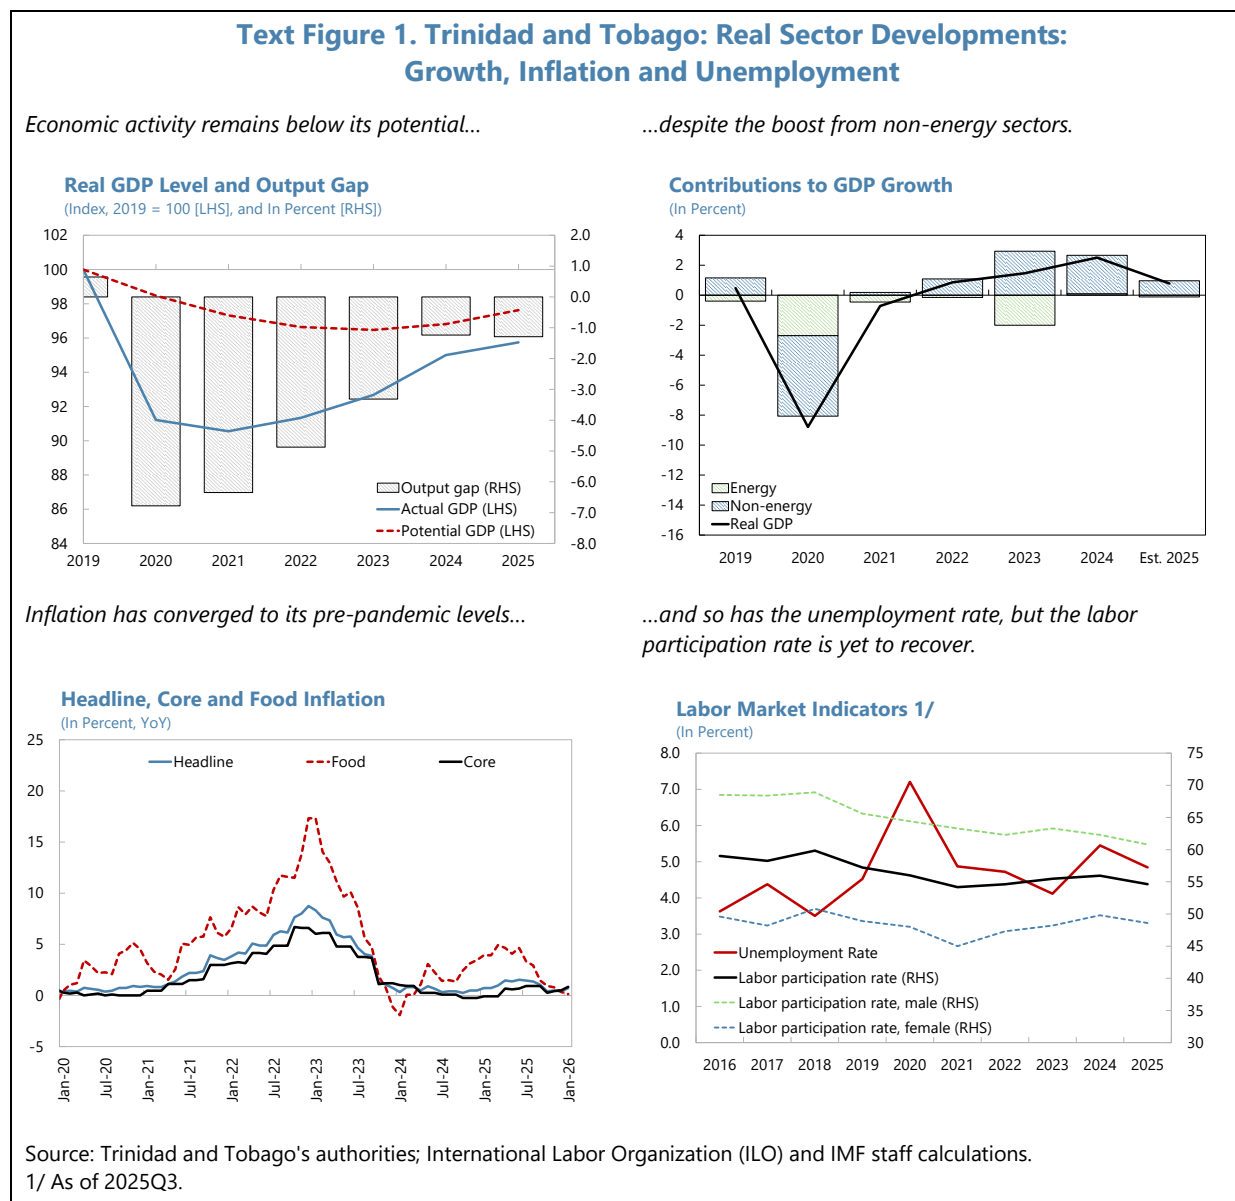 Text Figure 1. Trinidad and Tobago: Real Sector Developments:
Growth, Inflation and Unemployment
Economic activity remains below its potential...
...despite the boost from non-energy sectors.
Real GDP Level and Output Gap
(Index, 2019 = 100 [LHS], and In Percent [RHS])
102
100
98
96
94
92
90
88
86
84
2.0
1.0
0.0
-1.0
-2.0
-3.0
-4.0
-5.0
-6.0
-7.0
-8.0
Output gap (RHS)
Actual GDP (LHS)
Potential GDP (LHS)
2019 2020 2021 2022 2023 2024 2025
Contributions to GDP Growth
(In Percent)
4
2
0
-2
-4
-6
-8
-10
-12
-14
-16
Energy
Non-energy
Real GDP
2019 2020 2021 2022 2023 2024 Est. 2025
Inflation has converged to its pre-pandemic levels...
...and so has the unemployment rate, but the labor
participation rate is yet to recover.
Headline, Core and Food Inflation
(In Percent, YoY)
25
20
15
10
5
0
-5
Headline Food Core
Jan-20 Jul-20 Jan-21 Jul-21 Jan-22 Jul-22 Jan-23 Jul-23 Jan-24 Jul-24 Jan-25 Jul-25 Jan-26
Labor Market Indicators 1/
(In Percent)
8.0
7.0
6.0
5.0
4.0
3.0
2.0
1.0
0.0
75
70
65
60
55
50
45
40
35
30
Unemployment Rate
Labor participation rate (RHS)
Labor participation rate, male (RHS)
Labor participation rate, female (RHS)
2016 2017 2018 2019 2020 2021 2022 2023 2024 2025
Source: Trinidad and Tobago's authorities; International Labor Organization (ILO) and IMF staff calculations.
1/ As of 2025Q3.